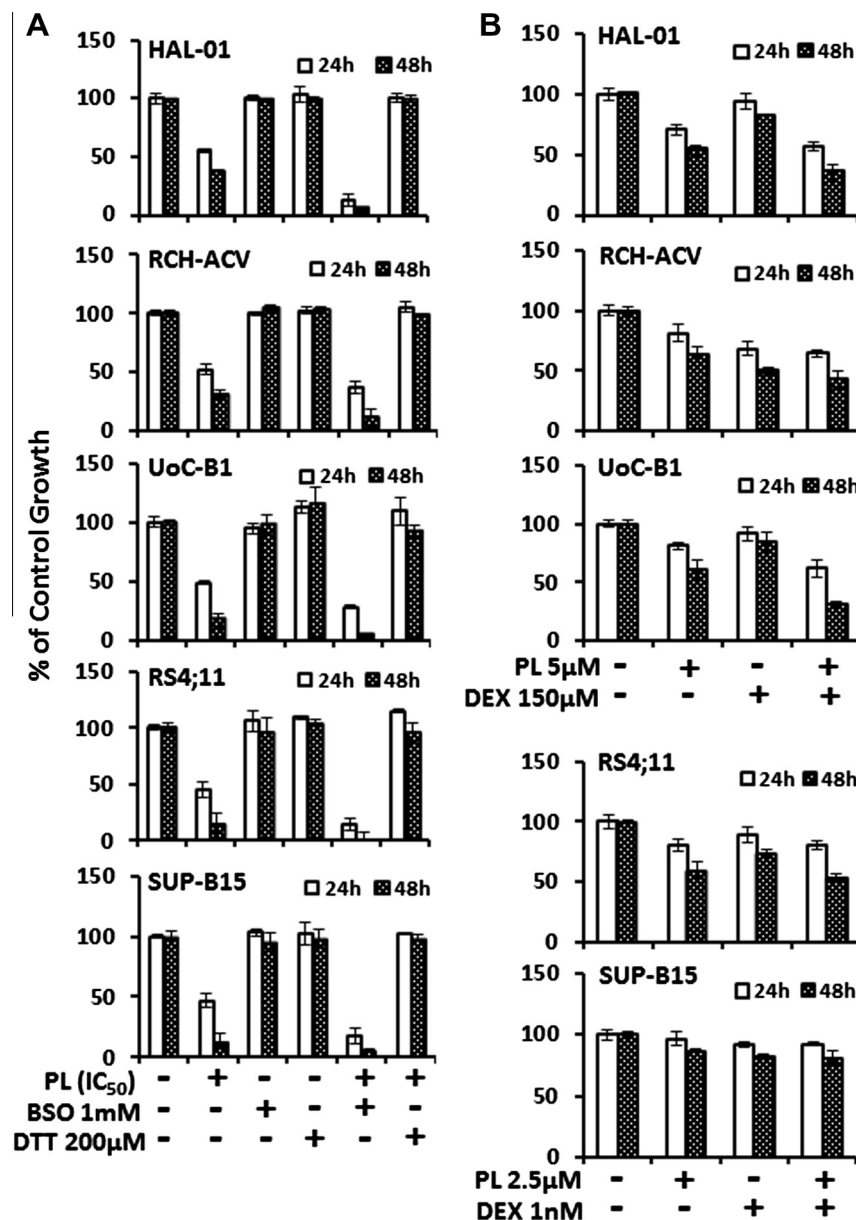 A
% of Control Growth
150
HAL-01
24h 48h
100
50
0
150
RCH-ACV
24h 48h
100
50
0
150
UoC-B1
24h 48h
100
50
0
150
RS4;11
24h 48h
100
50
0
150
SUP-B15
24h 48h
100
50
0
PL (IC50) - + - - + +
BSO 1mM - - + - + -
DTT 200µM - - - + - +
B
150
HAL-01
24h 48h
100
50
0
150
RCH-ACV
24h 48h
100
50
0
150
UoC-B1
24h 48h
100
50
0
PL 5µM - + - +
DEX 150µM - - + +
150
RS4;11
24h 48h
100
50
0
150
SUP-B15
24h 48h
100
50
0
PL 2.5µM - + - +
DEX 1nM - - + +